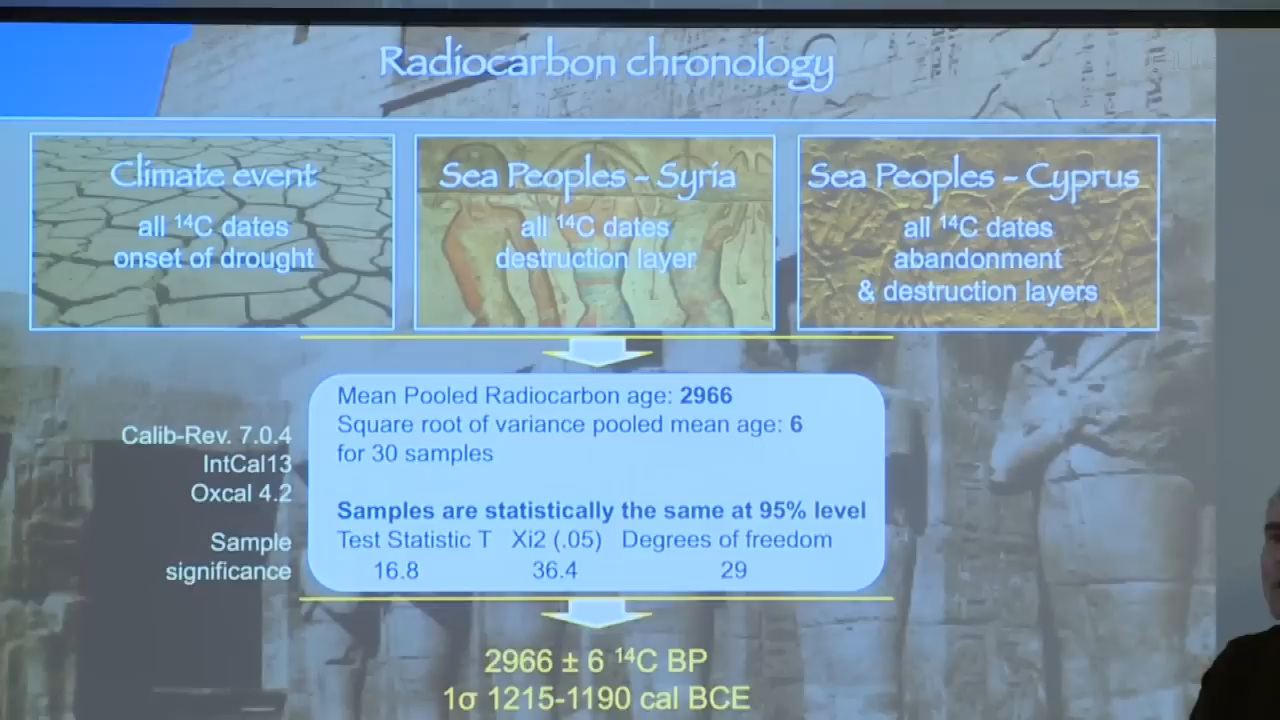 Radiocarbon chronology
Climate event
all ¹⁴C dates
onset of drought
Sea Peoples - Syria
all ¹⁴C dates
destruction layer
Sea Peoples - Cyprus
all ¹⁴C dates
abandonment
& destruction layers
Mean Pooled Radiocarbon age: 2966
Square root of variance pooled mean age: 6
for 30 samples
Calib-Rev. 7.0.4
IntCal13
Oxcal 4.2
Samples are statistically the same at 95% level
Sample
significance
Test Statistic T Xi2 (.05) Degrees of freedom
16.8 36.4 29
2966 ± 6 ¹⁴C BP
1σ 1215-1190 cal BCE